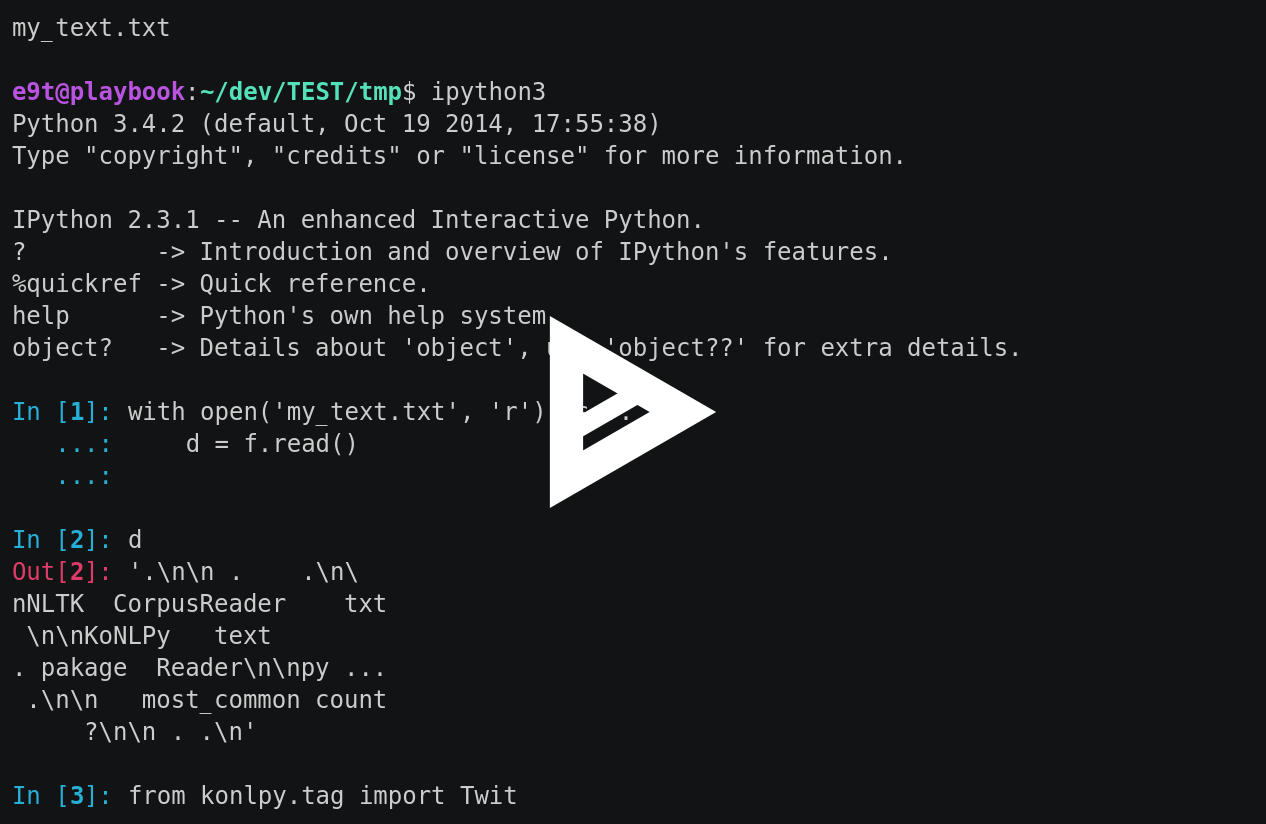 my_text.txt
e9t@playbook:~/dev/TEST/tmp$ ipython3
Python 3.4.2 (default, Oct 19 2014, 17:55:38)
Type "copyright", "credits" or "license" for more information.
IPython 2.3.1 -- An enhanced Interactive Python.
?         -> Introduction and overview of IPython's features.
%quickref -> Quick reference.
help      -> Python's own help system
object?   -> Details about 'object', 'object??' for extra details.
In [1]: with open('my_text.txt', 'r')
   ...:     d = f.read()
   ...:
In [2]: d
Out[2]: '.\n\n .    .\n\
nNLTK  CorpusReader    txt
 \n\nKoNLPy   text
. pakage  Reader\n\npy ...
 .\n\n   most_common count
     ?\n\n . .\n'
In [3]: from konlpy.tag import Twit